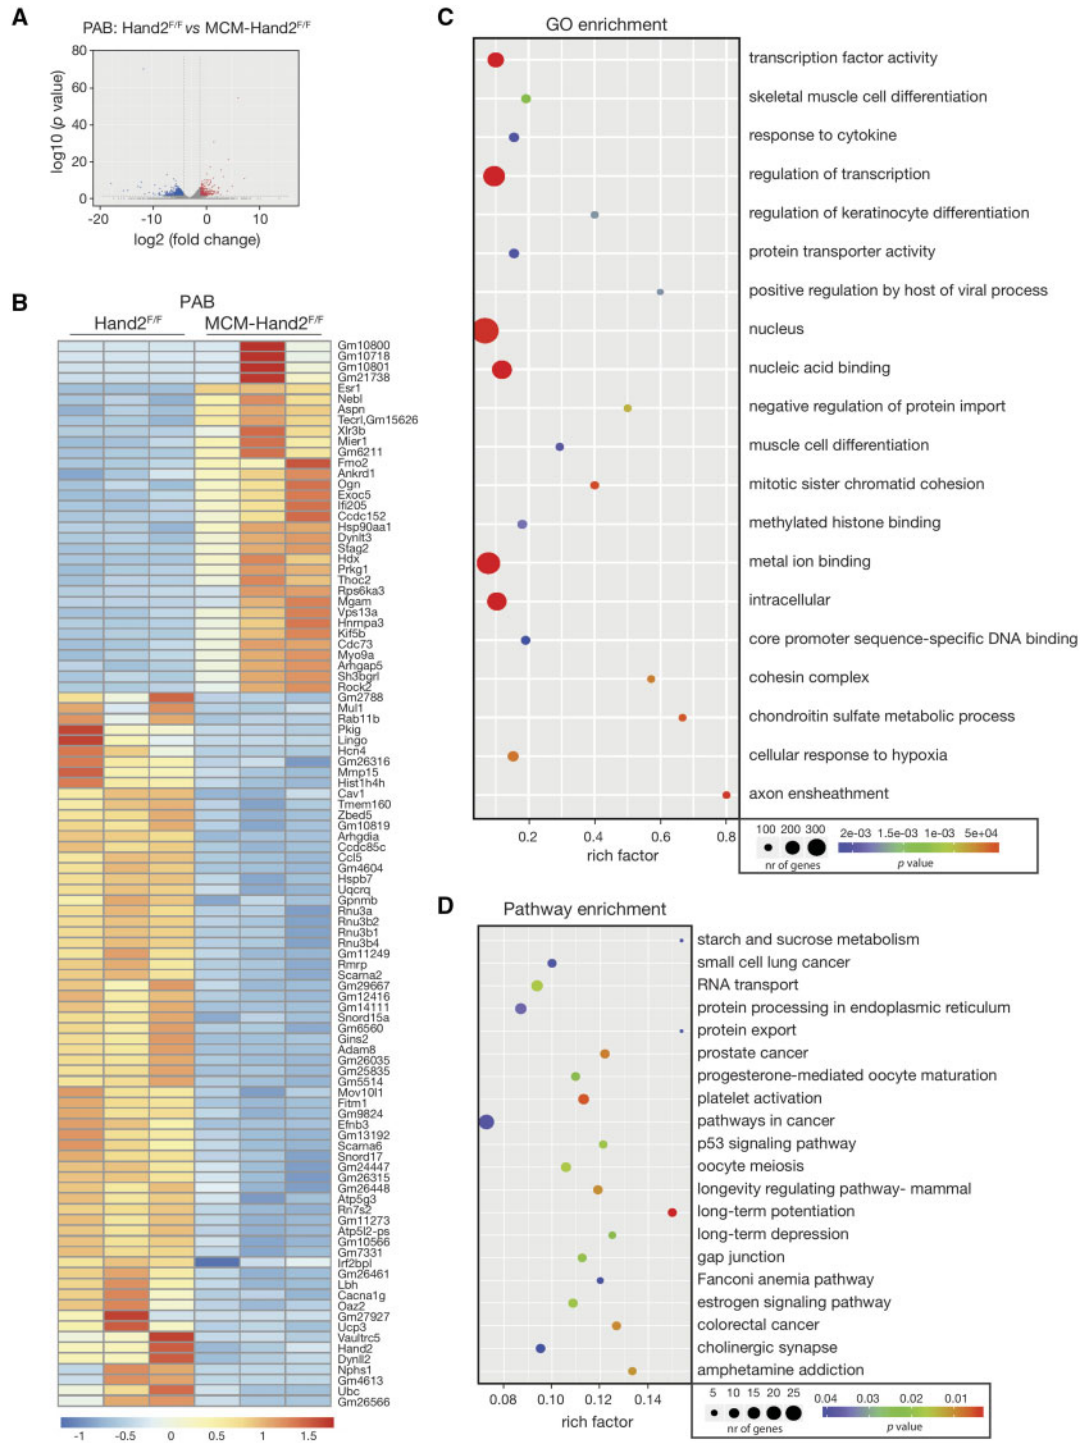 A
PAB: Hand2F/F vs MCM-Hand2F/F
80
60
40
20
0
log10 (p value)
-20 -10 0 10
log2 (fold change)
B
PAB
Hand2F/F MCM-Hand2F/F
Gm10800
Gm10718
Gm10801
Gm21738
Esr1
Nebl
Aspn
Tecrl,Gm15626
Xlr3b
Mier1
Gm6211
Fmo2
Ankrd1
Ogn
Exoc5
Ifi205
Ccdc152
Hsp90aa1
Dynlt3
Stag2
Hdx
Prkg1
Thoc2
Rps6ka3
Mgam
Vps13a
Hnrnpa3
Kif5b
Cdc73
Myo9a
Arhgap5
Sh3bgrl
Rock2
Gm2788
Mul1
Rab11b
Pkig
Lingo
Hcn4
Gm26316
Mmp15
Hist1h4h
Cav1
Tmem160
Zbed5
Gm10819
Arhgdia
Ccdc85c
Ccl5
Gm4604
Hspb7
Uqcrq
Gpnmb
Rnu3a
Rnu3b2
Rnu3b1
Rnu3b4
Gm11249
Rmrp
Scarna2
Gm29667
Gm12416
Gm14111
Snord15a
Gm6560
Gins2
Adam8
Gm26035
Gm25835
Gm5514
Mov10l1
Fitm1
Gm9824
Efnb3
Gm13192
Scarna6
Snord17
Gm24447
Gm26315
Gm26448
Atp5g3
Rn7s2
Gm11273
Atp5l2-ps
Gm10566
Gm7331
Irf2bpl
Gm26461
Lbh
Cacna1g
Oaz2
Gm27927
Ucp3
Vaultrc5
Hand2
Dynll2
Nphs1
Gm4613
Ubc
Gm26566
-1 -0.5 0 0.5 1 1.5
C
GO enrichment
transcription factor activity
skeletal muscle cell differentiation
response to cytokine
regulation of transcription
regulation of keratinocyte differentiation
protein transporter activity
positive regulation by host of viral process
nucleus
nucleic acid binding
negative regulation of protein import
muscle cell differentiation
mitotic sister chromatid cohesion
methylated histone binding
metal ion binding
intracellular
core promoter sequence-specific DNA binding
cohesin complex
chondroitin sulfate metabolic process
cellular response to hypoxia
axon ensheathment
0.2 0.4 0.6 0.8
rich factor
100 200 300
nr of genes
2e-03 1.5e-03 1e-03 5e+04
p value
D
Pathway enrichment
starch and sucrose metabolism
small cell lung cancer
RNA transport
protein processing in endoplasmic reticulum
protein export
prostate cancer
progesterone-mediated oocyte maturation
platelet activation
pathways in cancer
p53 signaling pathway
oocyte meiosis
longevity regulating pathway- mammal
long-term potentiation
long-term depression
gap junction
Fanconi anemia pathway
estrogen signaling pathway
colorectal cancer
cholinergic synapse
amphetamine addiction
0.08 0.10 0.12 0.14
rich factor
5 10 15 20 25
nr of genes
0.04 0.03 0.02 0.01
p value